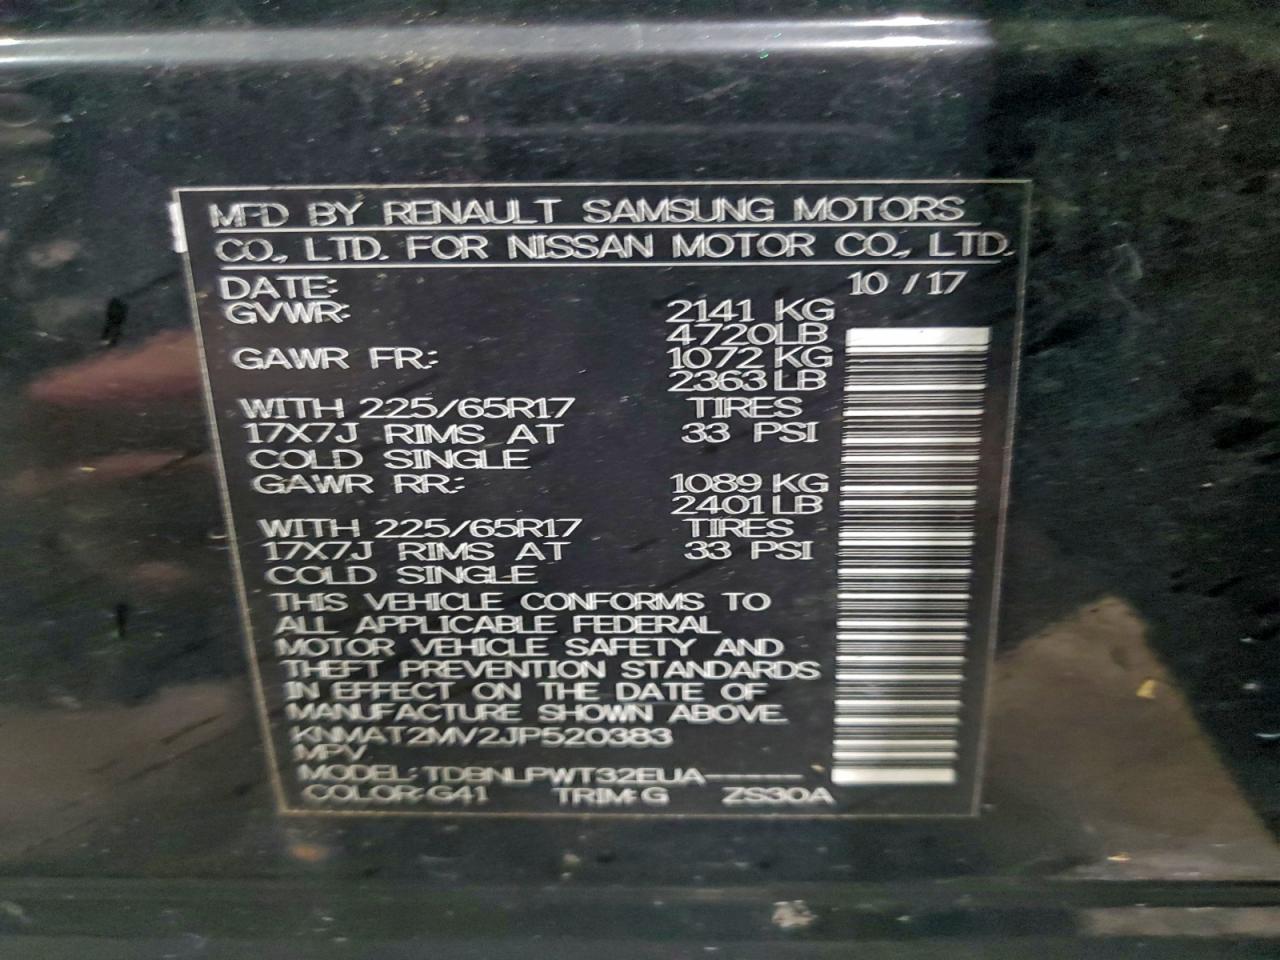 MFD BY RENAULT SAMSUNG MOTORS
CO., LTD. FOR NISSAN MOTOR CO., LTD.
DATE: 10 / 17
GVWR: 2141 KG
4720LB
GAWR FR: 1072 KG
2363 LB
WITH 225/65R17 TIRES
17X7J RIMS AT 33 PSI
COLD SINGLE
GAWR RR: 1089 KG
2401 LB
WITH 225/65R17 TIRES
17X7J RIMS AT 33 PSI
COLD SINGLE
THIS VEHICLE CONFORMS TO
ALL APPLICABLE FEDERAL
MOTOR VEHICLE SAFETY AND
THEFT PREVENTION STANDARDS
IN EFFECT ON THE DATE OF
MANUFACTURE SHOWN ABOVE.
KNMAT2MV2JP520383
MPV
MODEL: TDBNLPWT32EUA------
COLOR: G41 TRIM: G ZS30A